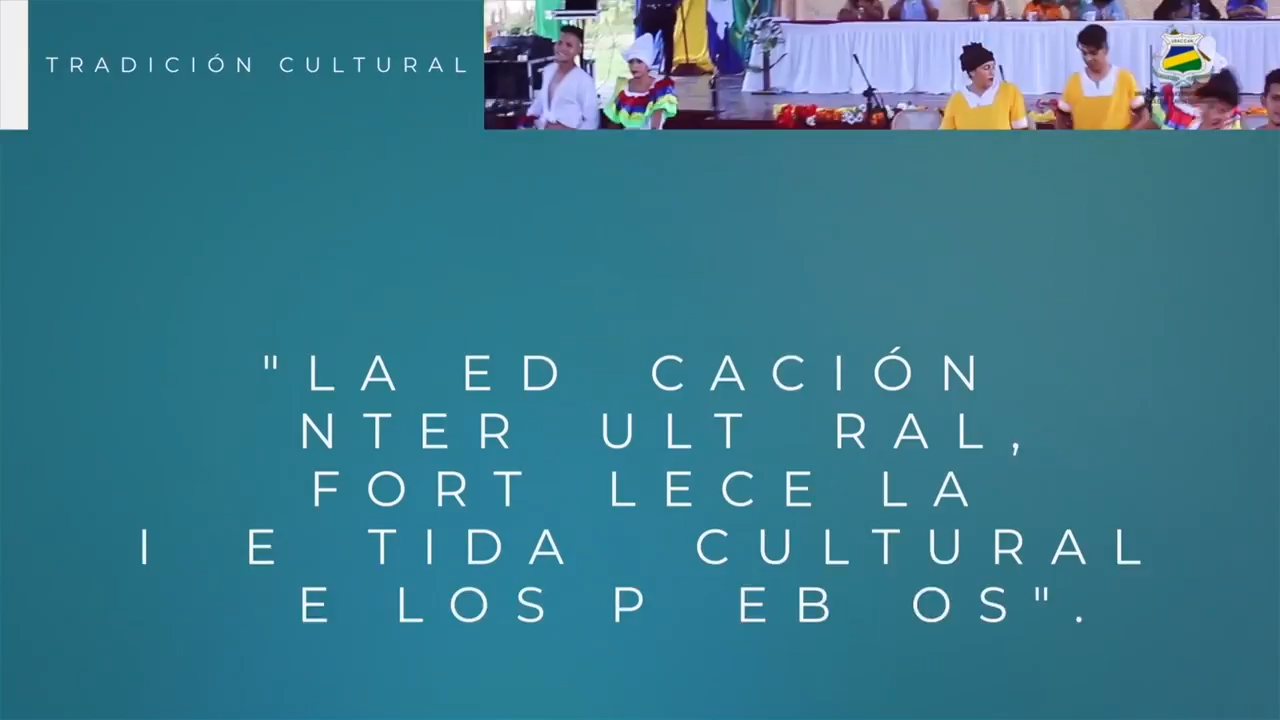 TRADICIÓN CULTURAL
"LA ED CACIÓN
NTER ULT RAL,
FORT LECE LA
I E TIDA CULTURAL
E LOS P EB OS".